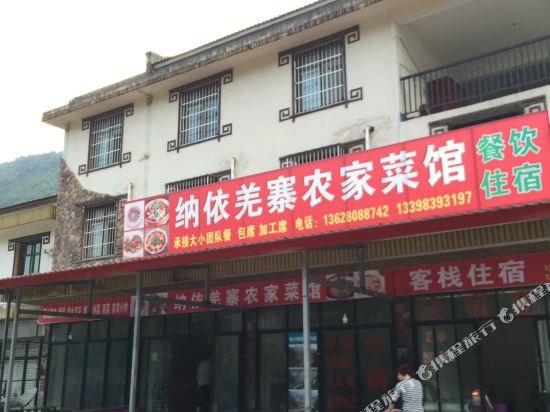 纳依羌寨农家菜馆
餐饮
住宿
承接大小团队餐 包席 加工席 电话：13628088742 13398393197
纳依羌寨农家菜馆
客栈住宿
携程旅行